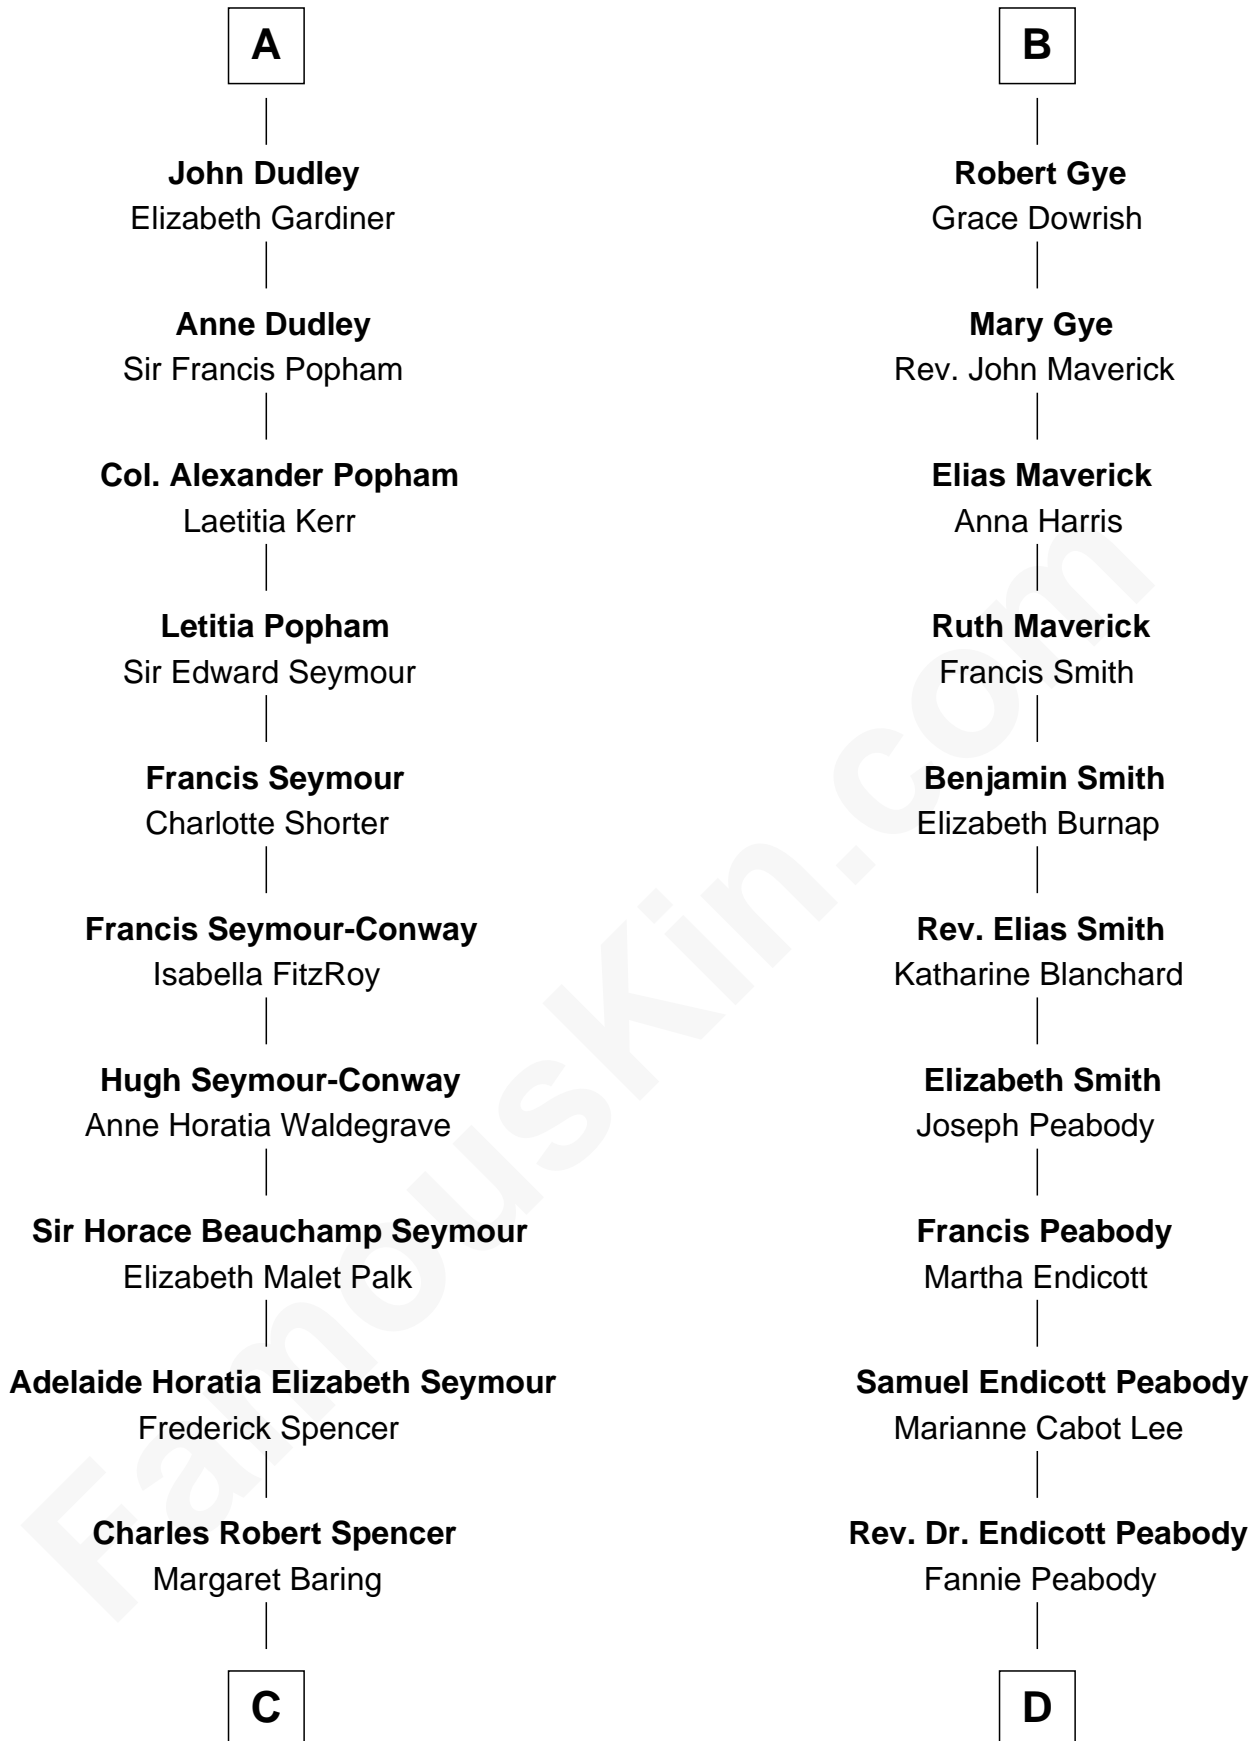 A
John Dudley
Elizabeth Gardiner
Anne Dudley
Sir Francis Popham
Col. Alexander Popham
Laetitia Kerr
Letitia Popham
Sir Edward Seymour
Francis Seymour
Charlotte Shorter
Francis Seymour-Conway
Isabella FitzRoy
Hugh Seymour-Conway
Anne Horatia Waldegrave
Sir Horace Beauchamp Seymour
Elizabeth Malet Palk
Adelaide Horatia Elizabeth Seymour
Frederick Spencer
Charles Robert Spencer
Margaret Baring
C
B
Robert Gye
Grace Dowrish
Mary Gye
Rev. John Maverick
Elias Maverick
Anna Harris
Ruth Maverick
Francis Smith
Benjamin Smith
Elizabeth Burnap
Rev. Elias Smith
Katharine Blanchard
Elizabeth Smith
Joseph Peabody
Francis Peabody
Martha Endicott
Samuel Endicott Peabody
Marianne Cabot Lee
Rev. Dr. Endicott Peabody
Fannie Peabody
D
FamousKin.com